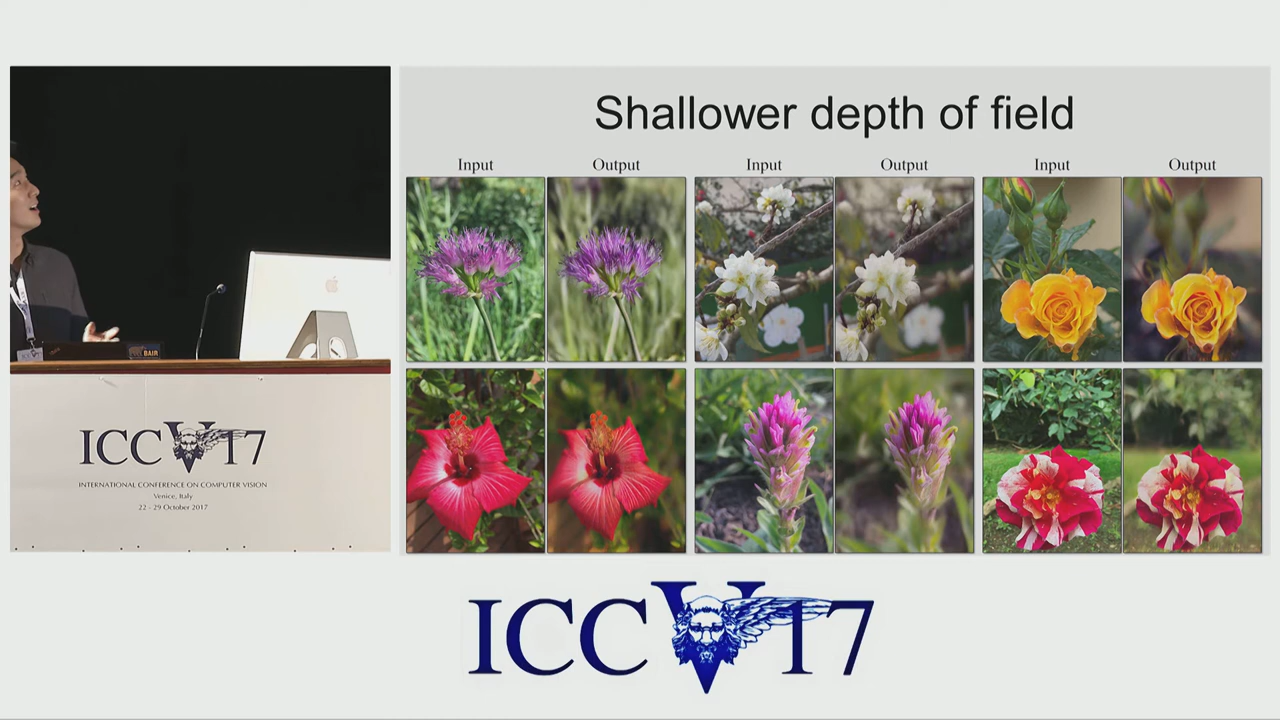 Shallower depth of field
Input Output Input Output Input Output
BAIR
ICCV17
INTERNATIONAL CONFERENCE ON COMPUTER VISION
Venice, Italy
22 - 29 October 2017
ICCV17